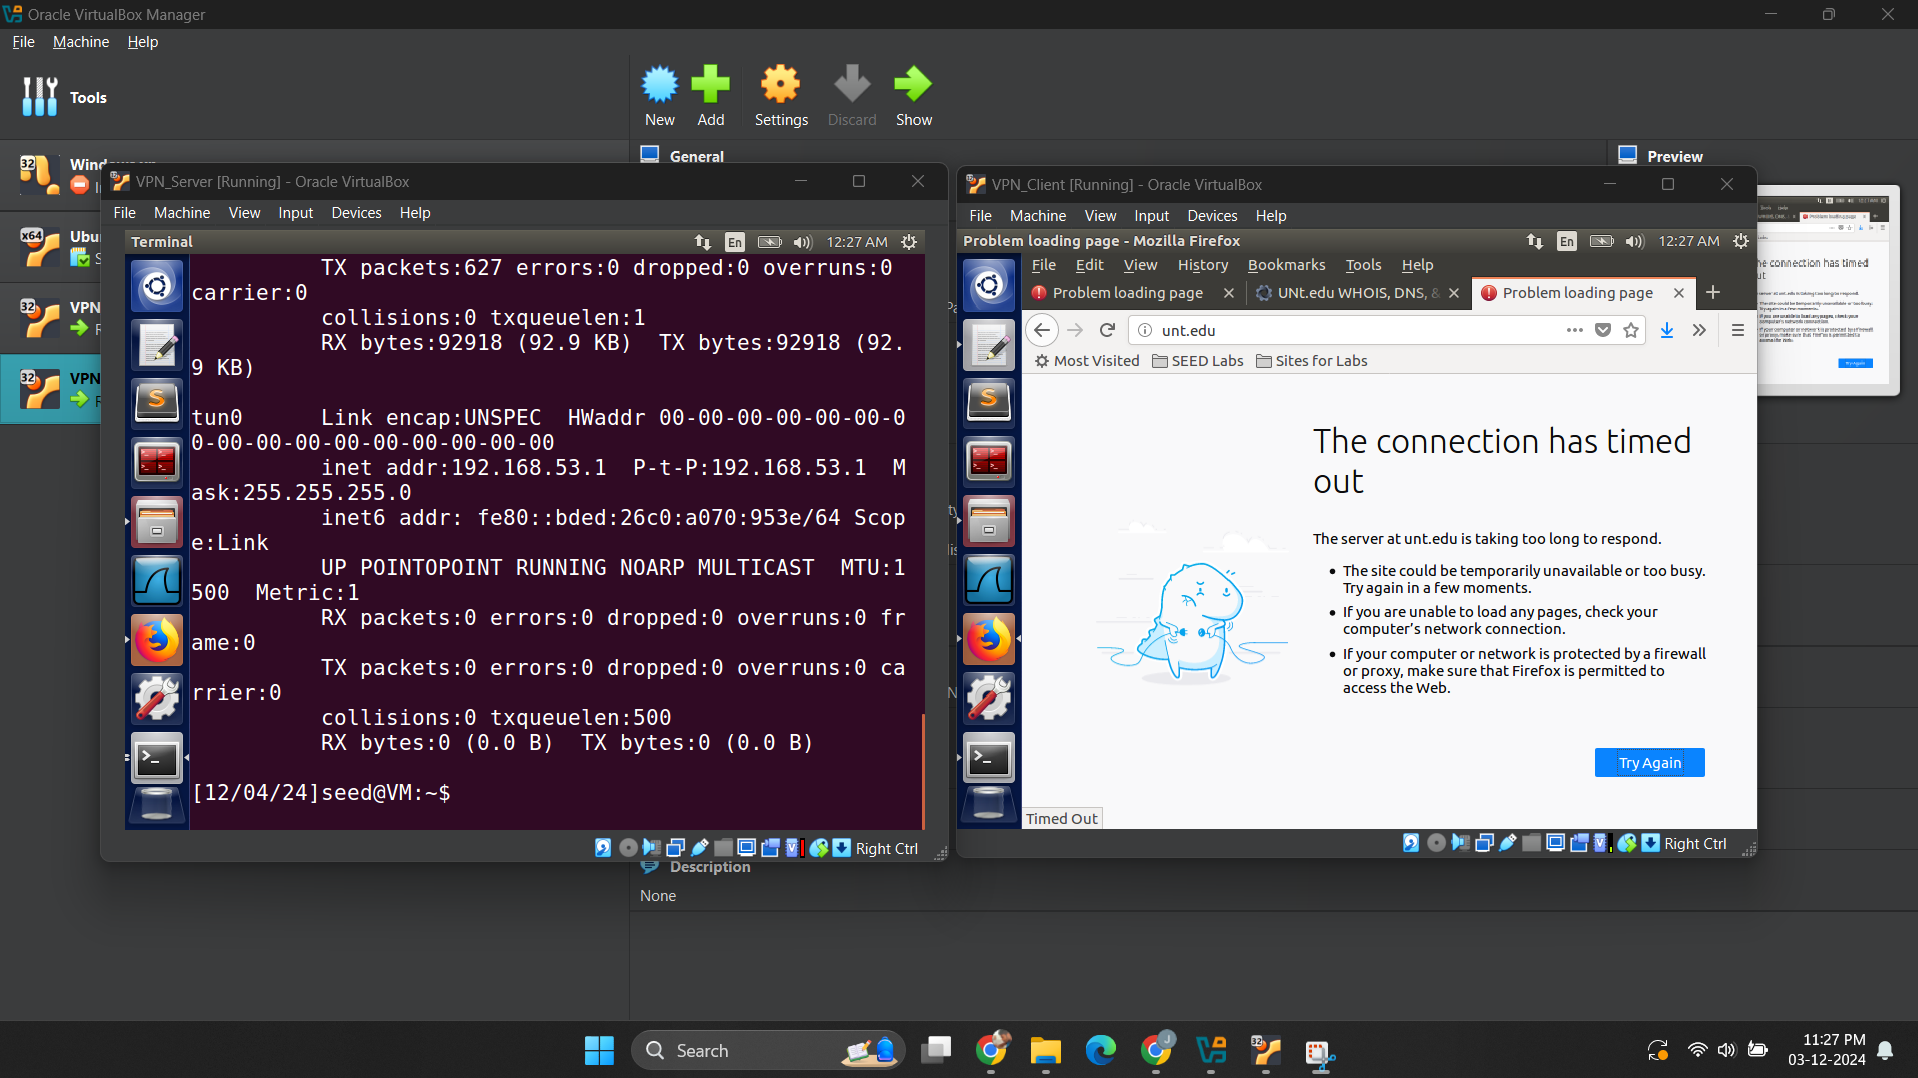 Oracle VirtualBox Manager
File Machine Help
Tools
New Add Settings Discard Show
General
Preview
32
x64
Ubu
32
VPN
32
VPN
VPN_Server [Running] - Oracle VirtualBox
File Machine View Input Devices Help
Terminal
En
12:27 AM
TX packets:627 errors:0 dropped:0 overruns:0
carrier:0
collisions:0 txqueuelen:1
RX bytes:92918 (92.9 KB)  TX bytes:92918 (92.
9 KB)
tun0      Link encap:UNSPEC  HWaddr 00-00-00-00-00-00-0
0-00-00-00-00-00-00-00-00-00
inet addr:192.168.53.1  P-t-P:192.168.53.1  M
ask:255.255.255.0
inet6 addr: fe80::bded:26c0:a070:953e/64 Scop
e:Link
UP POINTOPOINT RUNNING NOARP MULTICAST  MTU:1
500  Metric:1
RX packets:0 errors:0 dropped:0 overruns:0 fr
ame:0
TX packets:0 errors:0 dropped:0 overruns:0 ca
rrier:0
collisions:0 txqueuelen:500
RX bytes:0 (0.0 B)  TX bytes:0 (0.0 B)
[12/04/24]seed@VM:~$
Right Ctrl
VPN_Client [Running] - Oracle VirtualBox
File Machine View Input Devices Help
Problem loading page - Mozilla Firefox
En
12:27 AM
File Edit View History Bookmarks Tools Help
Problem loading page
UNt.edu WHOIS, DNS, &
Problem loading page
unt.edu
Most Visited SEED Labs Sites for Labs
The connection has timed
out
The server at unt.edu is taking too long to respond.
The site could be temporarily unavailable or too busy.
Try again in a few moments.
If you are unable to load any pages, check your
computer’s network connection.
If your computer or network is protected by a firewall
or proxy, make sure that Firefox is permitted to
access the Web.
Try Again
Timed Out
Right Ctrl
Description
None
Search
11:27 PM
03-12-2024